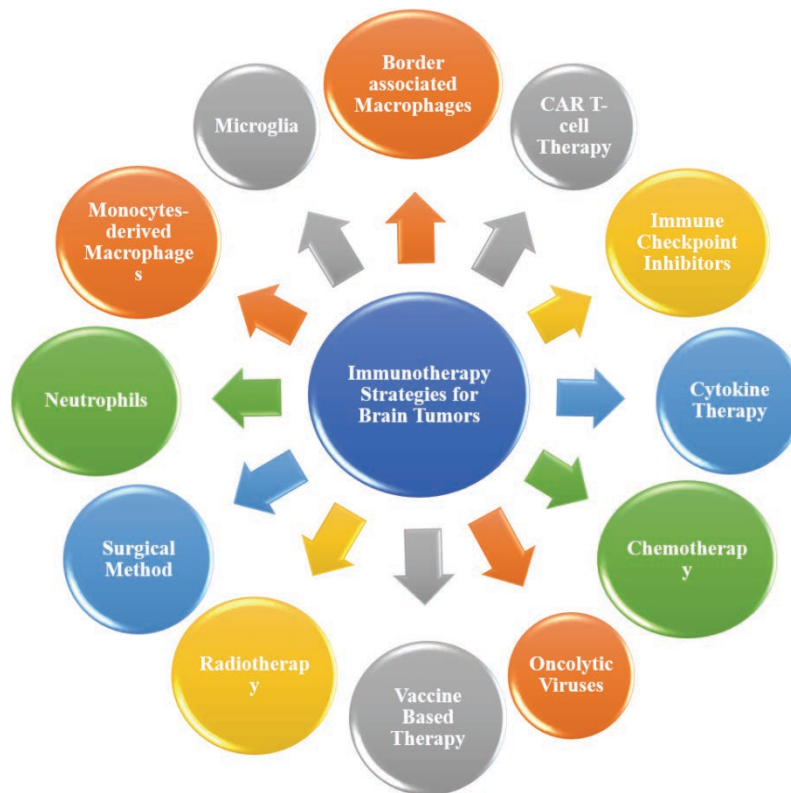 Border
associated
Macrophages
CAR T-
cell
Therapy
Immune
Checkpoint
Inhibitors
Cytokine
Therapy
Chemotherap
y
Oncolytic
Viruses
Vaccine
Based
Therapy
Radiotherap
y
Surgical
Method
Neutrophils
Monocytes-
derived
Macrophage
s
Microglia
Immunotherapy
Strategies for
Brain Tumors